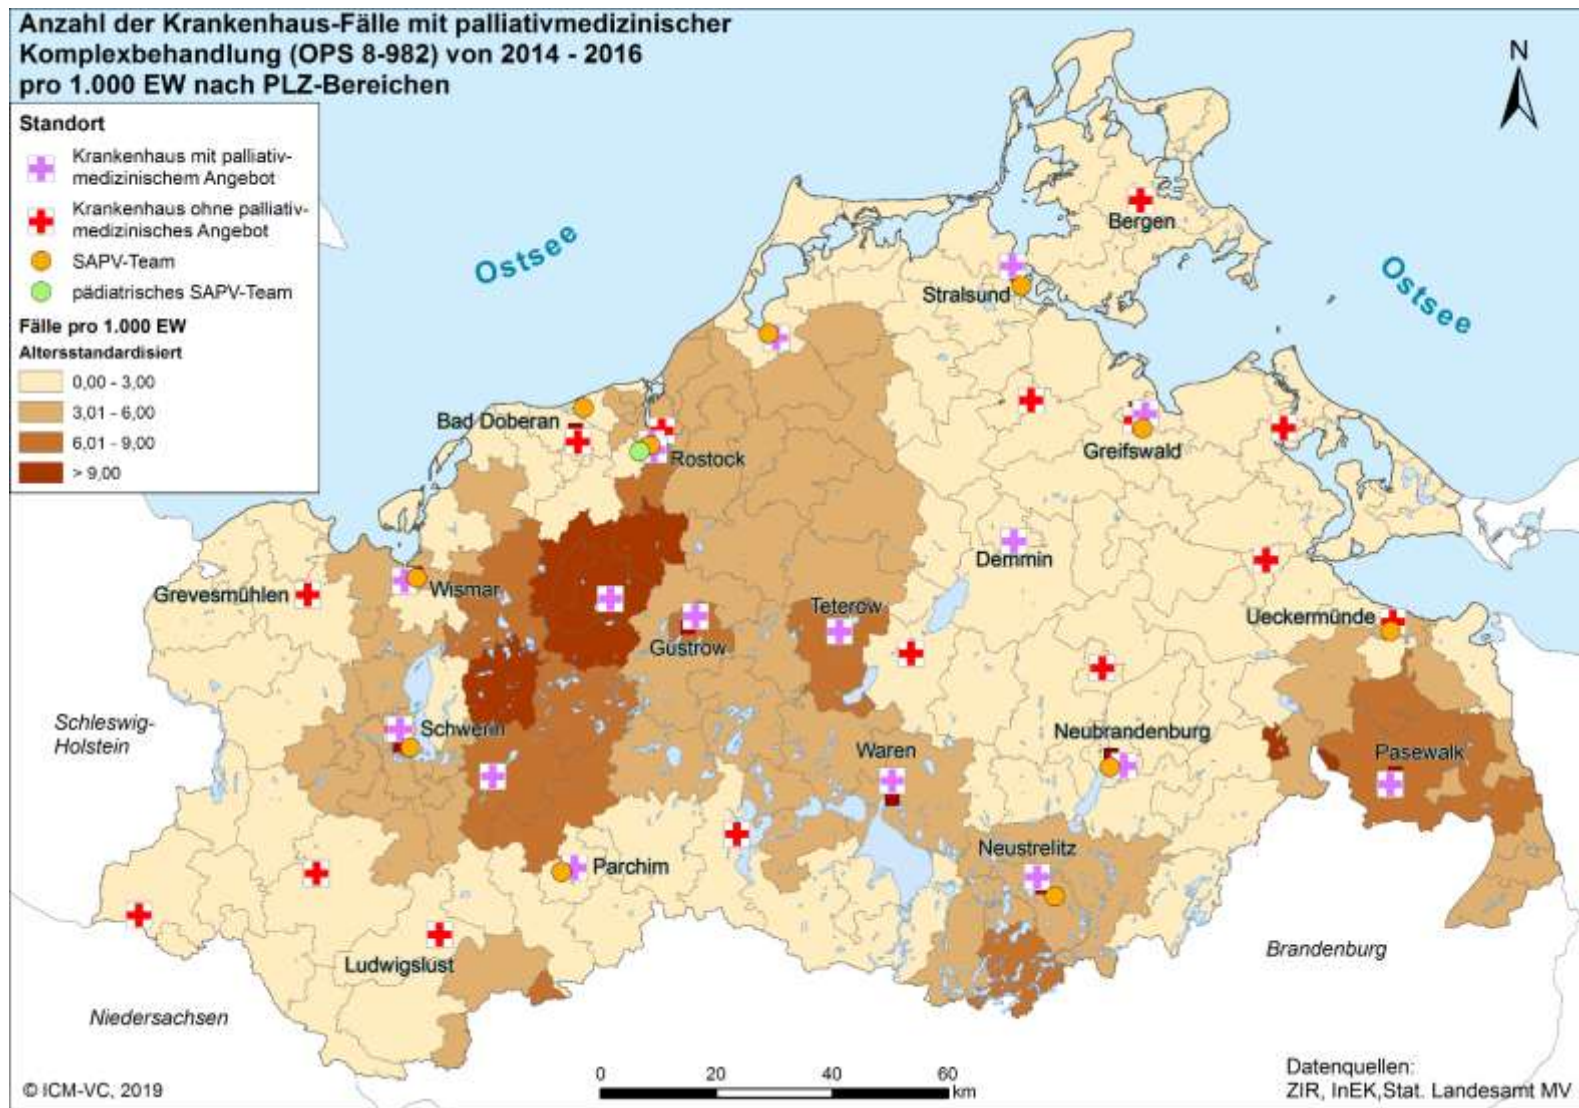 Anzahl der Krankenhaus-Fälle mit palliativmedizinischer
Komplexbehandlung (OPS 8-982) von 2014 - 2016
pro 1.000 EW nach PLZ-Bereichen
Standort
Krankenhaus mit palliativ-
medizinischem Angebot
Krankenhaus ohne palliativ-
medizinisches Angebot
SAPV-Team
pädiatrisches SAPV-Team
Fälle pro 1.000 EW
Altersstandardisiert
0,00 - 3,00
3,01 - 6,00
6,01 - 9,00
> 9,00
N
Ostsee
Ostsee
Bergen
Stralsund
Bad Doberan
Rostock
Greifswald
Demmin
Grevesmühlen
Wismar
Teterow
Ueckermünde
Güstrow
Schleswig-
Holstein
Schwerin
Waren
Neubrandenburg
Pasewalk
Parchim
Neustrelitz
Ludwigslust
Brandenburg
Niedersachsen
0 20 40 60
km
© ICM-VC, 2019
Datenquellen:
ZIR, InEK,Stat. Landesamt MV